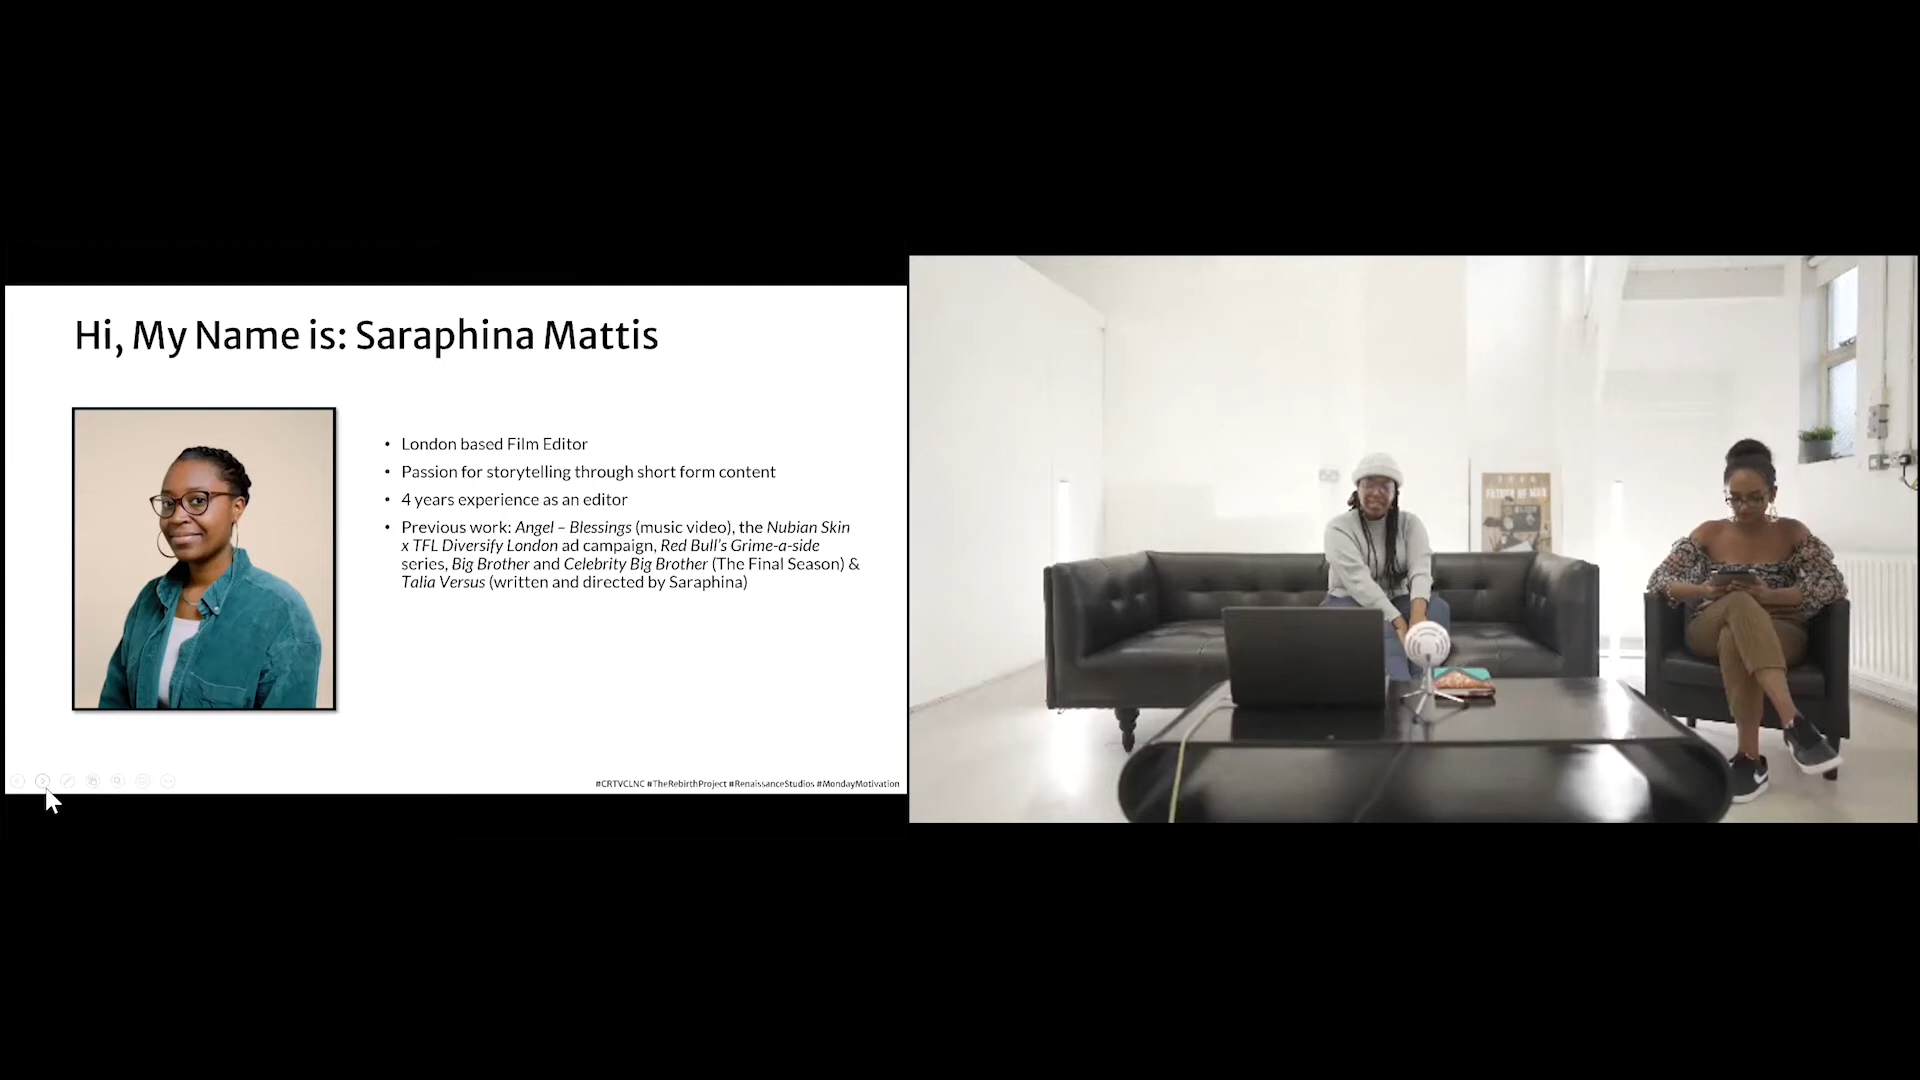 Hi, My Name is: Saraphina Mattis
• London based Film Editor
• Passion for storytelling through short form content
• 4 years experience as an editor
• Previous work: Angel – Blessings (music video), the Nubian Skin
x TFL Diversify London ad campaign, Red Bull's Grime-a-side
series, Big Brother and Celebrity Big Brother (The Final Season) &
Talia Versus (written and directed by Saraphina)
#CRTVCLNC #TheRebirthProject #RenaissanceStudios #MondayMotivation
FATHER OF MAN